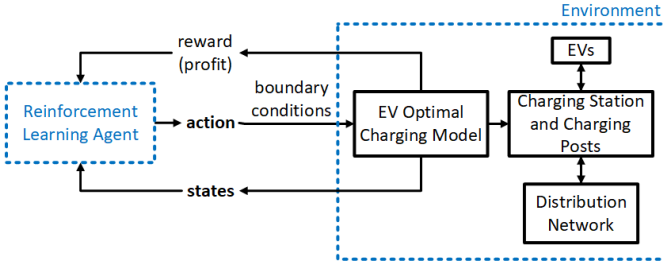 Environment
reward
(profit)
EVs
boundary
conditions
Reinforcement
Learning Agent
action
EV Optimal
Charging Model
Charging Station
and Charging
Posts
states
Distribution
Network